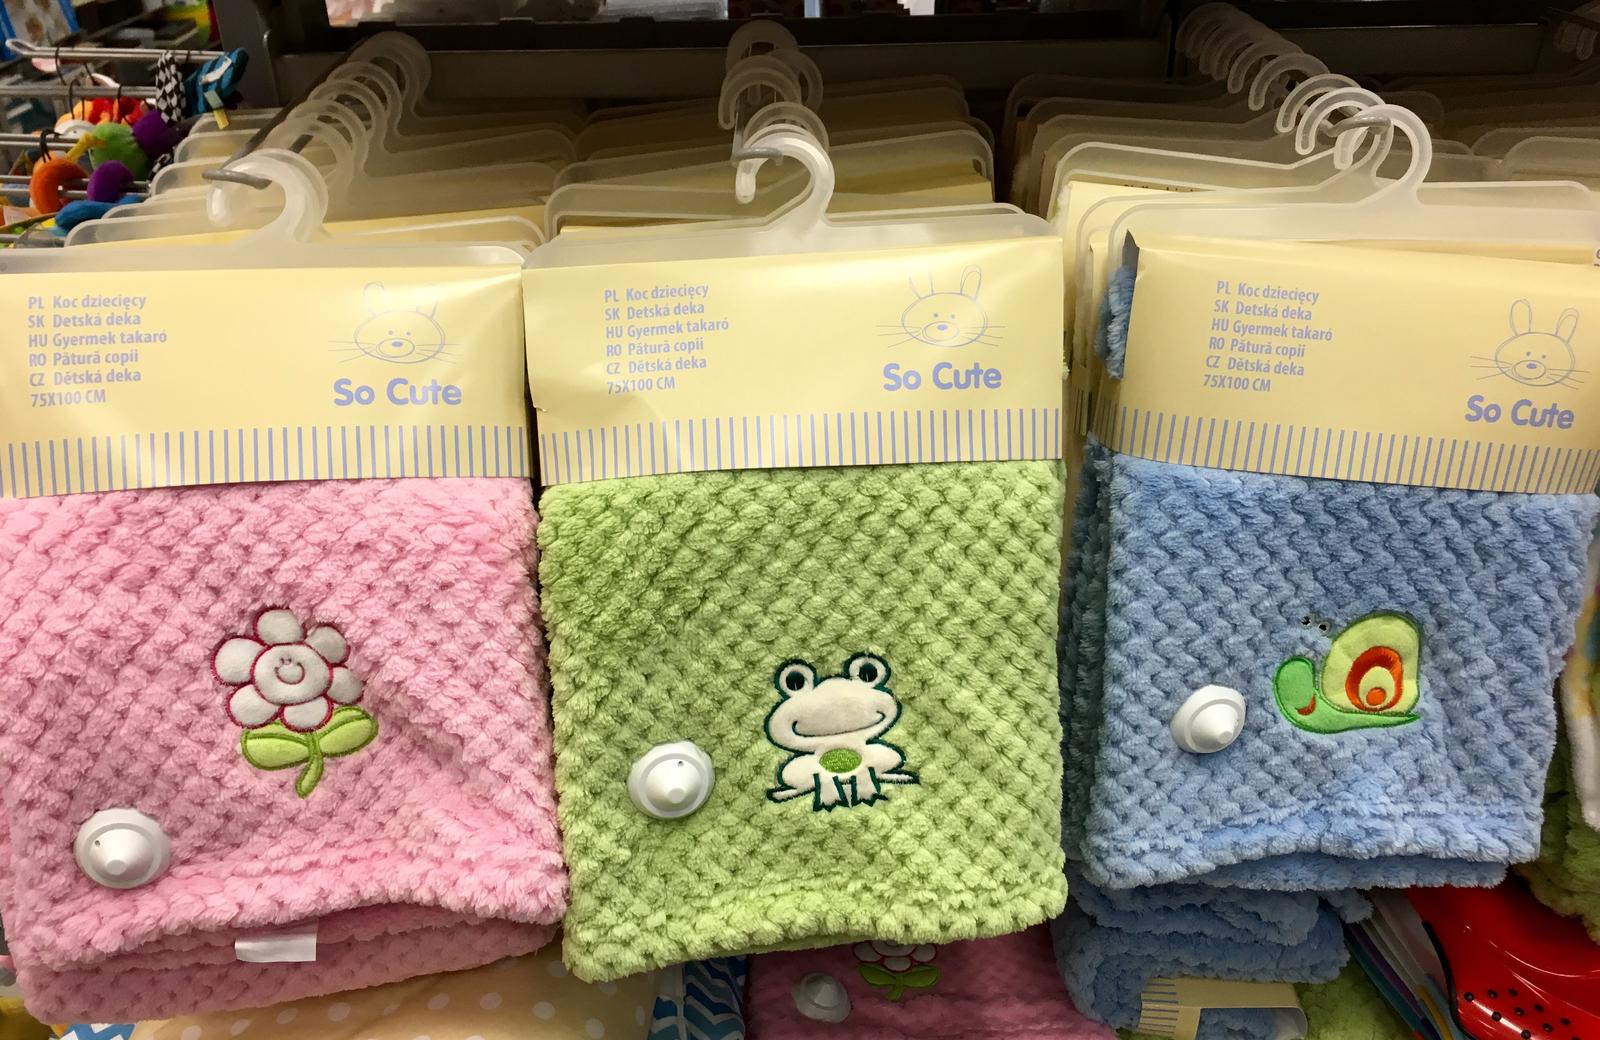 PL Koc dziecięcy
SK Detská deka
HU Gyermek takaró
RO Pătură copii
CZ Dětská deka
75X100 CM
So Cute
PL Koc dziecięcy
SK Detská deka
HU Gyermek takaró
RO Pătură copii
CZ Dětská deka
75X100 CM
So Cute
PL Koc dziecięcy
SK Detská deka
HU Gyermek takaró
RO Pătură copii
CZ Dětská deka
75X100 CM
So Cute